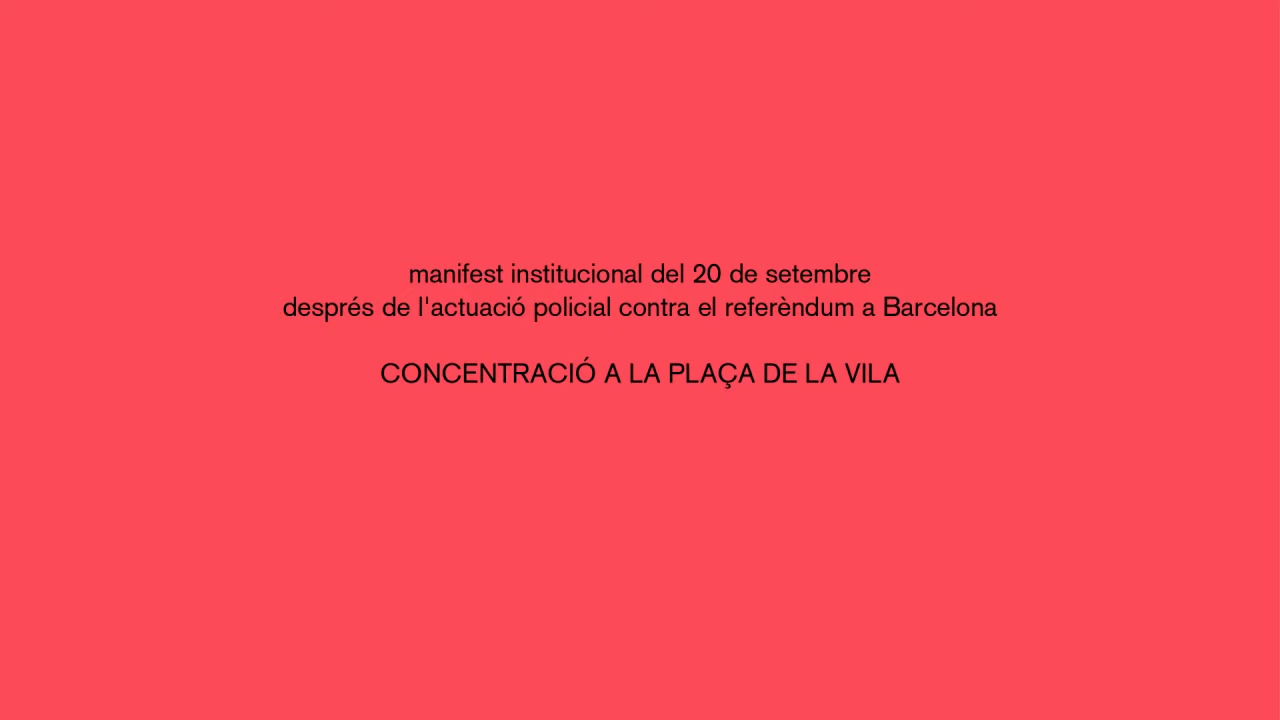 manifest institucional del 20 de setembre
després de l'actuació policial contra el referèndum a Barcelona
CONCENTRACIÓ A LA PLAÇA DE LA VILA